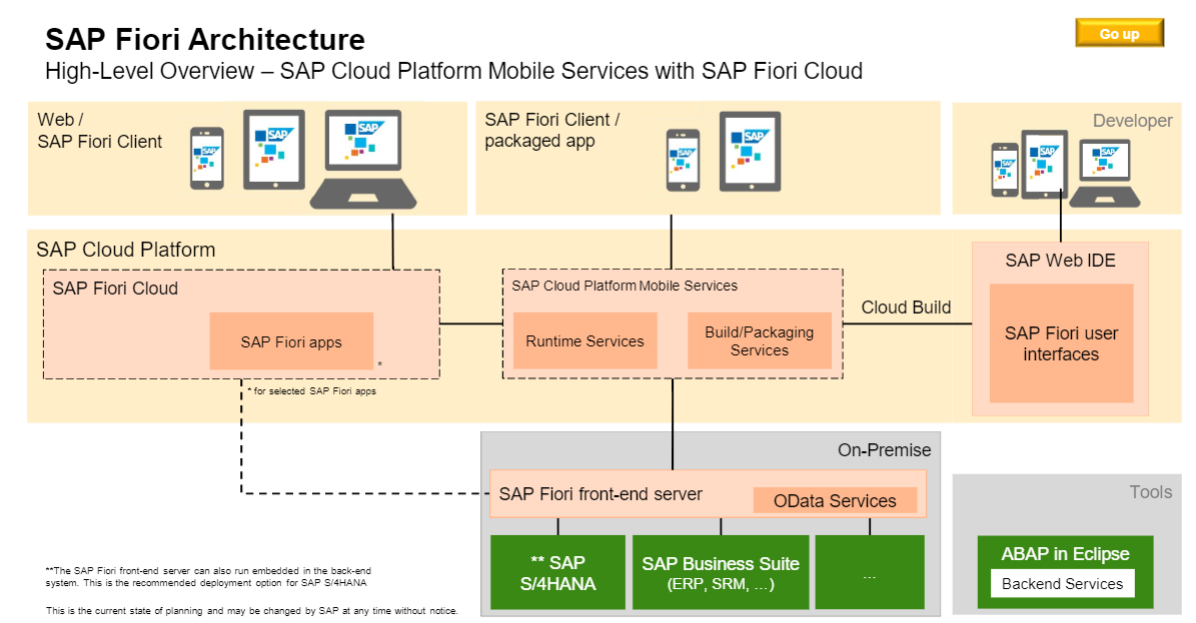 SAP Fiori Architecture
Go up
High-Level Overview – SAP Cloud Platform Mobile Services with SAP Fiori Cloud
Web /
SAP Fiori Client
SAP
SAP
SAP
SAP Fiori Client /
packaged app
SAP
SAP
Developer
SAP
SAP
SAP
SAP Cloud Platform
SAP Fiori Cloud
SAP Fiori apps
*
* for selected SAP Fiori apps
SAP Cloud Platform Mobile Services
Runtime Services
Build/Packaging
Services
Cloud Build
SAP Web IDE
SAP Fiori user
interfaces
On-Premise
SAP Fiori front-end server
OData Services
** SAP
S/4HANA
SAP Business Suite
(ERP, SRM, ...)
...
Tools
ABAP in Eclipse
Backend Services
**The SAP Fiori front-end server can also run embedded in the back-end
system. This is the recommended deployment option for SAP S/4HANA
This is the current state of planning and may be changed by SAP at any time without notice.